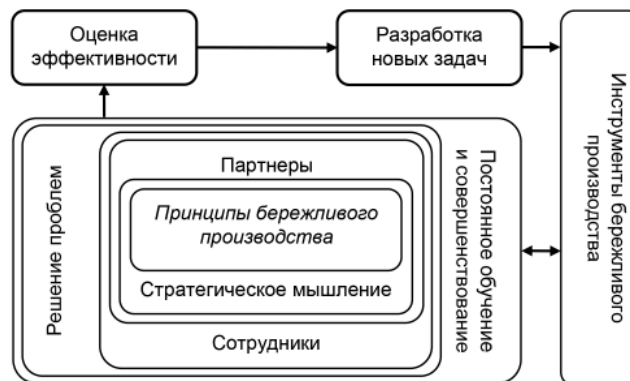 Оценка
эффективности
Разработка
новых задач
Инструменты бережливого
производства
Решение проблем
Партнеры
Принципы бережливого
производства
Стратегическое мышление
Сотрудники
Постоянное обучение
и совершенствование